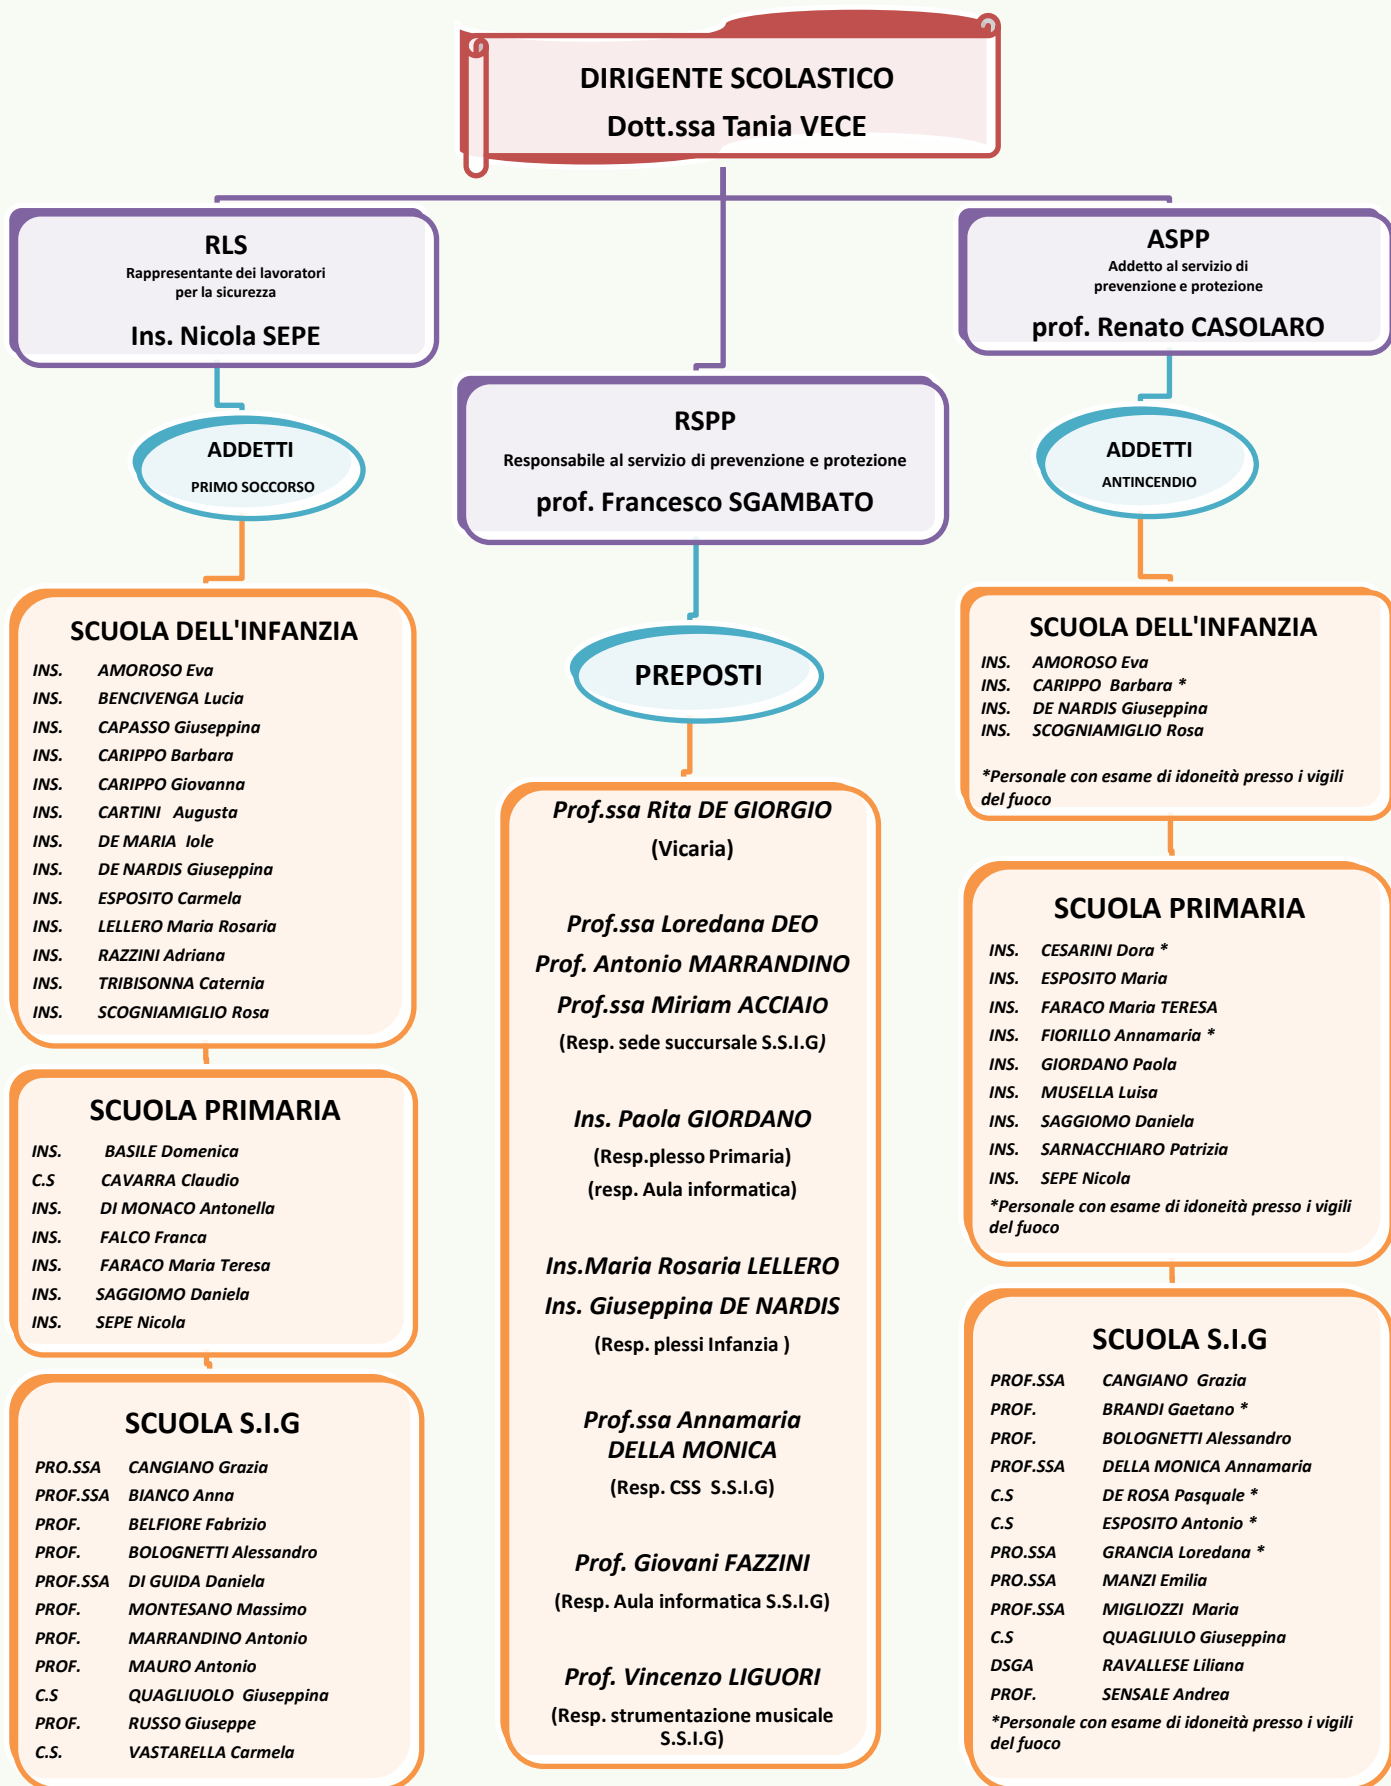 DIRIGENTE SCOLASTICO
Dott.ssa Tania VECE
RLS
Rappresentante dei lavoratori
per la sicurezza
Ins. Nicola SEPE
ADDETTI
PRIMO SOCCORSO
SCUOLA DELL'INFANZIA
INS. AMOROSO Eva
INS. BENCIVENGA Lucia
INS. CAPASSO Giuseppina
INS. CARIPPO Barbara
INS. CARIPPO Giovanna
INS. CARTINI Augusta
INS. DE MARIA Iole
INS. DE NARDIS Giuseppina
INS. ESPOSITO Carmela
INS. LELLERO Maria Rosaria
INS. RAZZINI Adriana
INS. TRIBISONNA Caternia
INS. SCOGNIAMIGLIO Rosa
SCUOLA PRIMARIA
INS. BASILE Domenica
C.S CAVARRA Claudio
INS. DI MONACO Antonella
INS. FALCO Franca
INS. FARACO Maria Teresa
INS. SAGGIOMO Daniela
INS. SEPE Nicola
SCUOLA S.I.G
PRO.SSA CANGIANO Grazia
PROF.SSA BIANCO Anna
PROF. BELFIORE Fabrizio
PROF. BOLOGNETTI Alessandro
PROF.SSA DI GUIDA Daniela
PROF. MONTESANO Massimo
PROF. MARRANDINO Antonio
PROF. MAURO Antonio
C.S QUAGLIUOLO Giuseppina
PROF. RUSSO Giuseppe
C.S. VASTARELLA Carmela
RSPP
Responsabile al servizio di prevenzione e protezione
prof. Francesco SGAMBATO
PREPOSTI
Prof.ssa Rita DE GIORGIO
(Vicaria)
Prof.ssa Loredana DEO
Prof. Antonio MARRANDINO
Prof.ssa Miriam ACCIAIO
(Resp. sede succursale S.S.I.G)
Ins. Paola GIORDANO
(Resp.plesso Primaria)
(resp. Aula informatica)
Ins.Maria Rosaria LELLERO
Ins. Giuseppina DE NARDIS
(Resp. plessi Infanzia )
Prof.ssa Annamaria
DELLA MONICA
(Resp. CSS S.S.I.G)
Prof. Giovani FAZZINI
(Resp. Aula informatica S.S.I.G)
Prof. Vincenzo LIGUORI
(Resp. strumentazione musicale
S.S.I.G)
ASPP
Addetto al servizio di
prevenzione e protezione
prof. Renato CASOLARO
ADDETTI
ANTINCENDIO
SCUOLA DELL'INFANZIA
INS. AMOROSO Eva
INS. CARIPPO Barbara *
INS. DE NARDIS Giuseppina
INS. SCOGNIAMIGLIO Rosa
*Personale con esame di idoneità presso i vigili
del fuoco
SCUOLA PRIMARIA
INS. CESARINI Dora *
INS. ESPOSITO Maria
INS. FARACO Maria TERESA
INS. FIORILLO Annamaria *
INS. GIORDANO Paola
INS. MUSELLA Luisa
INS. SAGGIOMO Daniela
INS. SARNACCHIARO Patrizia
INS. SEPE Nicola
*Personale con esame di idoneità presso i vigili
del fuoco
SCUOLA S.I.G
PROF.SSA CANGIANO Grazia
PROF. BRANDI Gaetano *
PROF. BOLOGNETTI Alessandro
PROF.SSA DELLA MONICA Annamaria
C.S DE ROSA Pasquale *
C.S ESPOSITO Antonio *
PRO.SSA GRANCIA Loredana *
PRO.SSA MANZI Emilia
PROF.SSA MIGLIOZZI Maria
C.S QUAGLIULO Giuseppina
DSGA RAVALLESE Liliana
PROF. SENSALE Andrea
*Personale con esame di idoneità presso i vigili
del fuoco